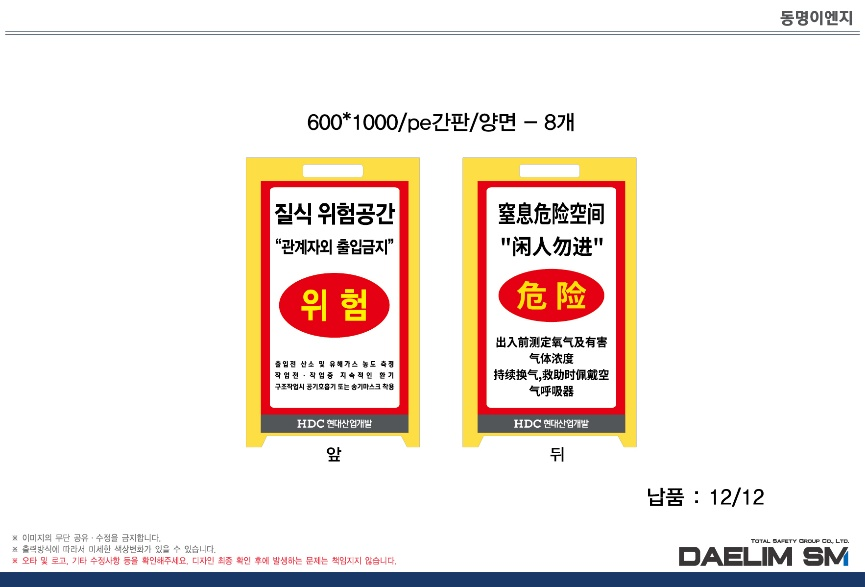 동명이엔지
600*1000/pe간판/양면 - 8개
질식 위험공간
“관계자외 출입금지”
위 험
출입전 산소 및 유해가스 농도 측정
작업전 · 작업중 지속적인 환기
구조작업시 공기호흡기 또는 송기마스크 착용
HDC 현대산업개발
앞
窒息危险空间
"闲人勿进"
危 险
出入前测定氧气及有害
气体浓度
持续换气,救助时佩戴空
气呼吸器
HDC 현대산업개발
뒤
납품 : 12/12
※ 이미지의 무단 공유 · 수정을 금지합니다.
※ 출력방식에 따라서 미세한 색상변화가 있을 수 있습니다.
※ 오타 및 로고, 기타 수정사항 등을 확인해주세요. 디자인 최종 확인 후에 발생하는 문제는 책임지지 않습니다.
TOTAL SAFETY GROUP CO., LTD.
DAELIM SM